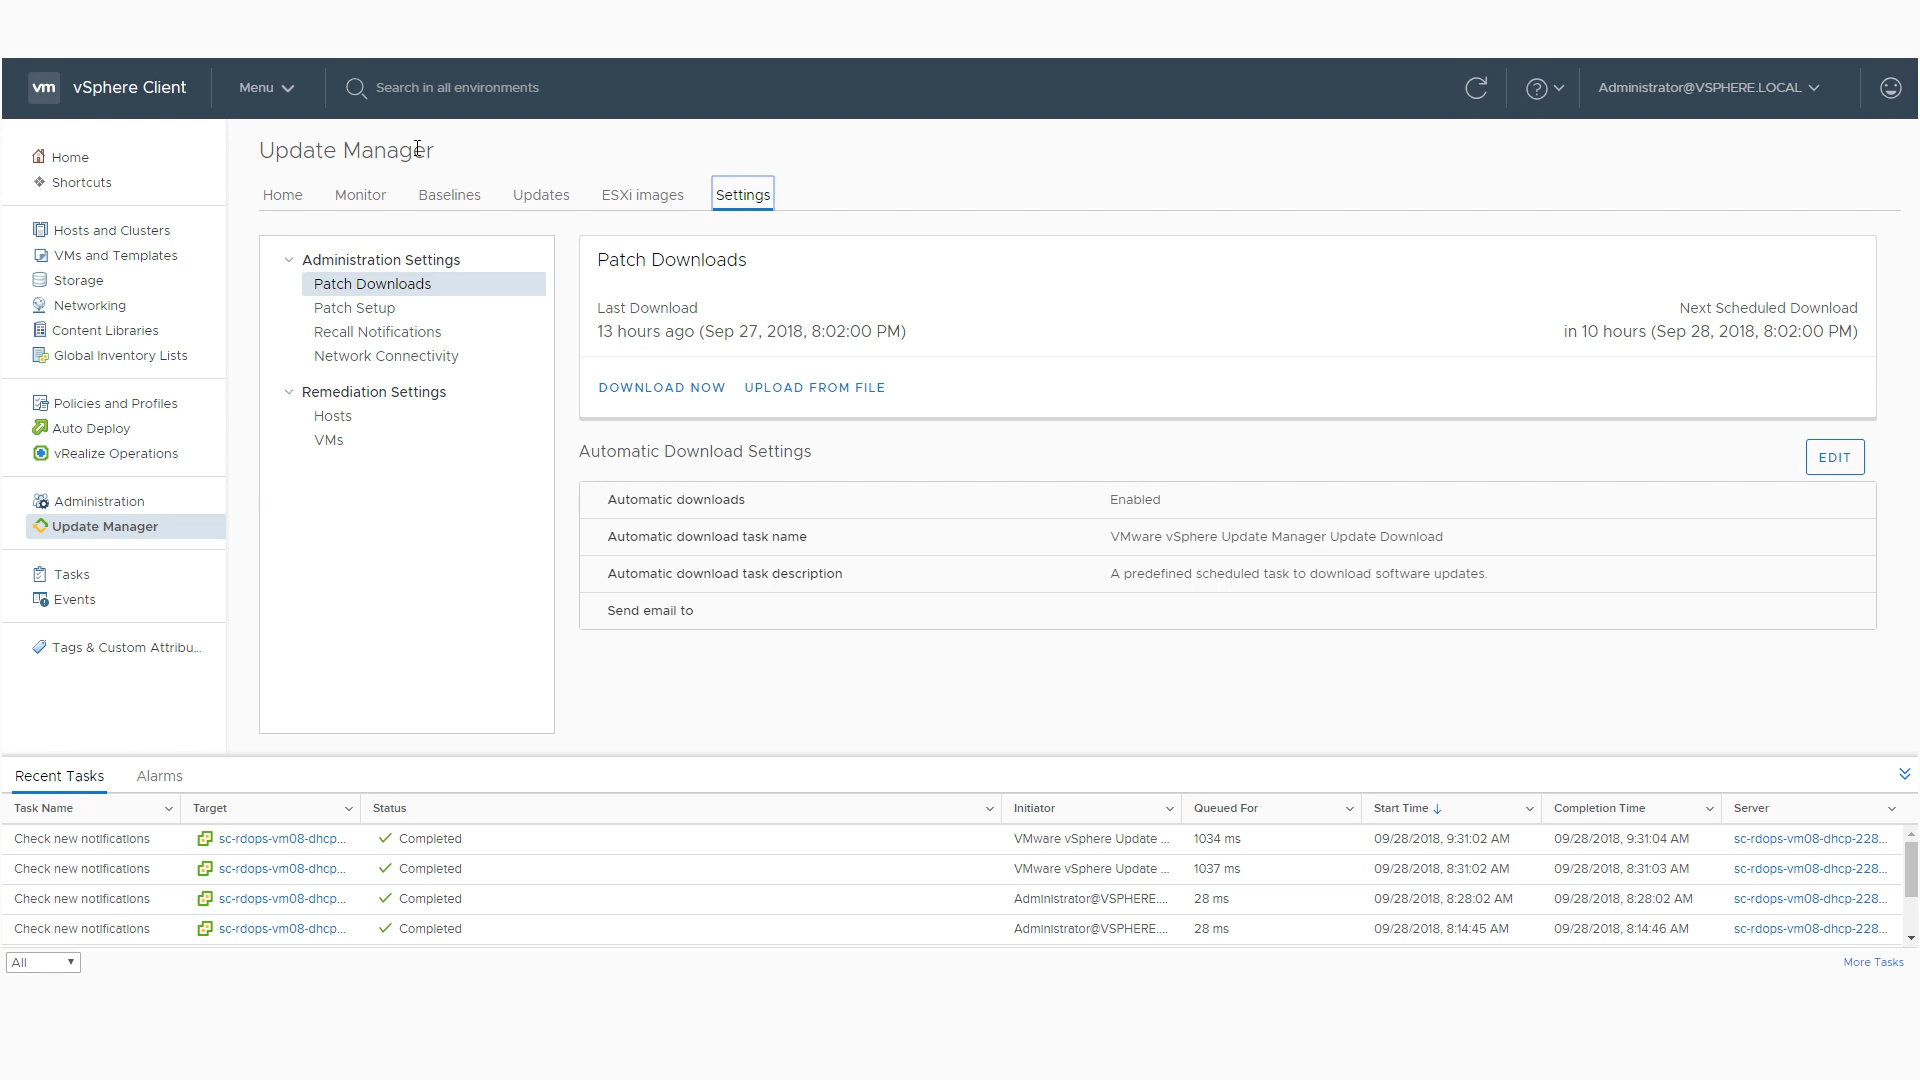 vm vSphere Client Menu Search in all environments Administrator@VSPHERE.LOCAL
Home
Shortcuts
Hosts and Clusters
VMs and Templates
Storage
Networking
Content Libraries
Global Inventory Lists
Policies and Profiles
Auto Deploy
vRealize Operations
Administration
Update Manager
Tasks
Events
Tags & Custom Attribu...
Update Manager
Home Monitor Baselines Updates ESXi images Settings
Administration Settings
Patch Downloads
Patch Setup
Recall Notifications
Network Connectivity
Remediation Settings
Hosts
VMs
Patch Downloads
Last Download Next Scheduled Download
13 hours ago (Sep 27, 2018, 8:02:00 PM) in 10 hours (Sep 28, 2018, 8:02:00 PM)
DOWNLOAD NOW UPLOAD FROM FILE
Automatic Download Settings EDIT
Automatic downloads Enabled
Automatic download task name VMware vSphere Update Manager Update Download
Automatic download task description A predefined scheduled task to download software updates.
Send email to
Recent Tasks Alarms
Task Name Target Status Initiator Queued For Start Time Completion Time Server
Check new notifications sc-rdops-vm08-dhcp... Completed VMware vSphere Update ... 1034 ms 09/28/2018, 9:31:02 AM 09/28/2018, 9:31:04 AM sc-rdops-vm08-dhcp-228...
Check new notifications sc-rdops-vm08-dhcp... Completed VMware vSphere Update ... 1037 ms 09/28/2018, 8:31:02 AM 09/28/2018, 8:31:03 AM sc-rdops-vm08-dhcp-228...
Check new notifications sc-rdops-vm08-dhcp... Completed Administrator@VSPHERE.... 28 ms 09/28/2018, 8:28:02 AM 09/28/2018, 8:28:02 AM sc-rdops-vm08-dhcp-228...
Check new notifications sc-rdops-vm08-dhcp... Completed Administrator@VSPHERE.... 28 ms 09/28/2018, 8:14:45 AM 09/28/2018, 8:14:46 AM sc-rdops-vm08-dhcp-228...
All More Tasks